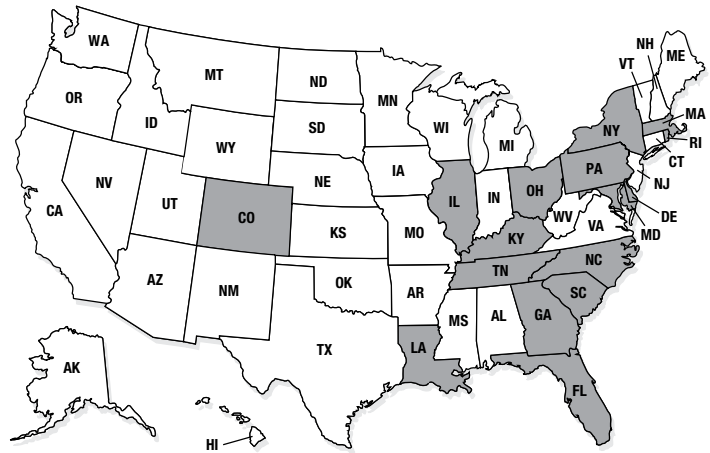 WA
OR
CA
NV
ID
MT
WY
UT
AZ
CO
NM
ND
SD
NE
KS
OK
TX
MN
IA
MO
AR
LA
WI
IL
MI
IN
OH
KY
TN
MS
AL
GA
FL
SC
NC
VA
WV
PA
NY
VT
NH
ME
MA
RI
CT
NJ
DE
MD
AK
HI